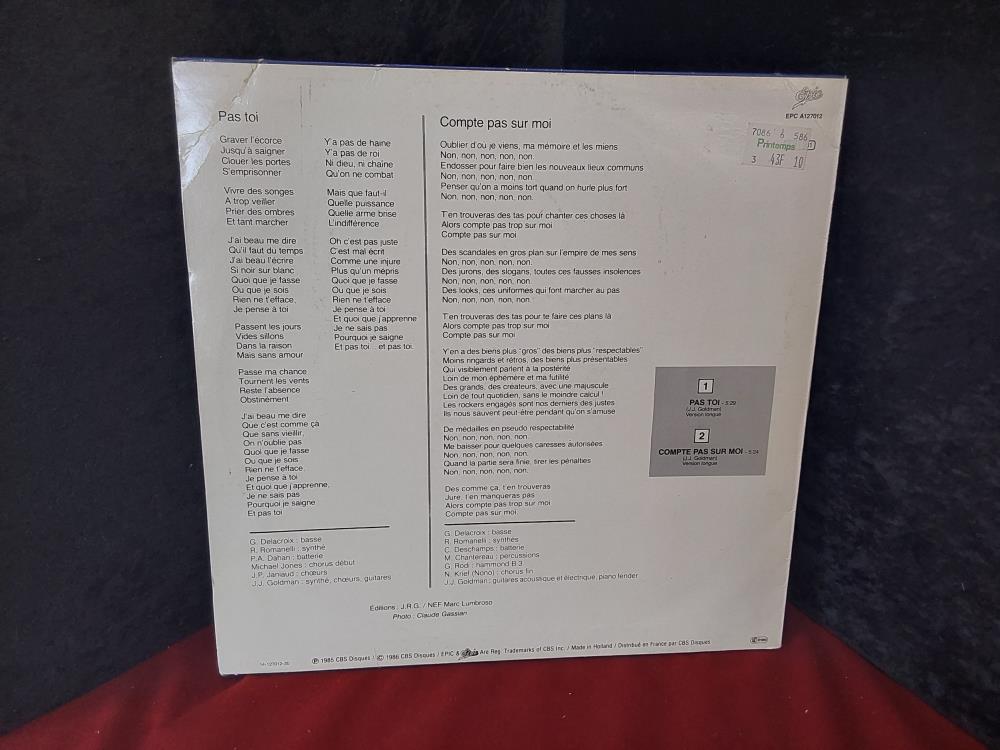 Epic
EPC A127012
7086 6 586
Printemps
3 43F 10
Pas toi
Graver l'écorce
Jusqu'à saigner
Clouer les portes
S'emprisonner
Vivre des songes
A trop veiller
Prier des ombres
Et tant marcher
J'ai beau me dire
Qu'il faut du temps
J'ai beau l'écrire
Si noir sur blanc
Quoi que je fasse
Ou que je sois
Rien ne t'efface,
Je pense à toi
Passent les jours
Vides sillons
Dans la raison
Mais sans amour
Passe ma chance
Tournent les vents
Reste l'absence
Obstinément
J'ai beau me dire
Que c'est comme ça
Que sans vieillir,
On n'oublie pas
Quoi que je fasse
Ou que je sois
Rien ne t'efface,
Je pense à toi
Et quoi que j'apprenne,
Je ne sais pas
Pourquoi je saigne
Et pas toi
Y'a pas de haine
Y'a pas de roi
Ni dieu, ni chaîne
Qu'on ne combat
Mais que faut-il
Quelle puissance
Quelle arme brise
L'indifférence
Oh c'est pas juste
C'est mal écrit
Comme une injure
Plus qu'un mépris
Quoi que je fasse
Ou que je sois
Rien ne t'efface
Je pense à toi
Et quoi que j'apprenne
Je ne sais pas
Pourquoi je saigne
Et pas toi... et pas toi.
G. Delacroix : basse
R. Romanelli : synthé
P.A. Dahan : batterie
Michael Jones : chorus début
J.P. Janiaud : chœurs
J.J. Goldman : synthé, chœurs, guitares
Compte pas sur moi
Oublier d'ou je viens, ma mémoire et les miens
Non, non, non, non, non.
Endosser pour faire bien les nouveaux lieux communs
Non, non, non, non, non.
Penser qu'on a moins tort quand on hurle plus fort
Non, non, non, non, non.
T'en trouveras des tas pour chanter ces choses là
Alors compte pas trop sur moi
Compte pas sur moi
Des scandales en gros plan sur l'empire de mes sens
Non, non, non, non, non.
Des jurons, des slogans, toutes ces fausses insolences
Non, non, non, non, non.
Des looks, ces uniformes qui font marcher au pas
Non, non, non, non, non.
T'en trouveras des tas pour te faire ces plans là
Alors compte pas trop sur moi
Compte pas sur moi
Y'en a des biens plus "gros" des biens plus "respectables"
Moins ringards et rétros, des biens plus présentables
Qui visiblement parlent à la postérité
Loin de mon éphémère et ma futilité
Des grands, des créateurs, avec une majuscule
Loin de tout quotidien, sans le moindre calcul !
Les rockers engagés sont nos derniers des justes
Ils nous sauvent peut-être pendant qu'on s'amuse
De médailles en pseudo respectabilité
Non, non, non, non, non.
Me baisser pour quelques caresses autorisées
Non, non, non, non, non.
Quand la partie sera finie, tirer les pénalties
Non, non, non, non, non.
Des comme ça, t'en trouveras
Jure, t'en manqueras pas
Alors compte pas trop sur moi
Compte pas sur moi.
G. Delacroix : basse
R. Romanelli : synthés
C. Deschamps : batterie
M. Chantereau : percussions
G. Rodi : hammond B 3
N. Kriel (Nono) : chorus fin
J.J. Goldman : guitares acoustique et électrique, piano fender
1
PAS TOI - 5:29
(J.J. Goldman)
Version longue
2
COMPTE PAS SUR MOI - 5:24
(J.J. Goldman)
Version longue
Éditions : J.R.G. / NEF Marc Lumbroso
Photo : Claude Gassian
14-127012-20
℗ 1985 CBS Disques / © 1986 CBS Disques / EPIC & Epic Are Reg. Trademarks of CBS Inc. / Made in Holland / Distribué en France par CBS Disques